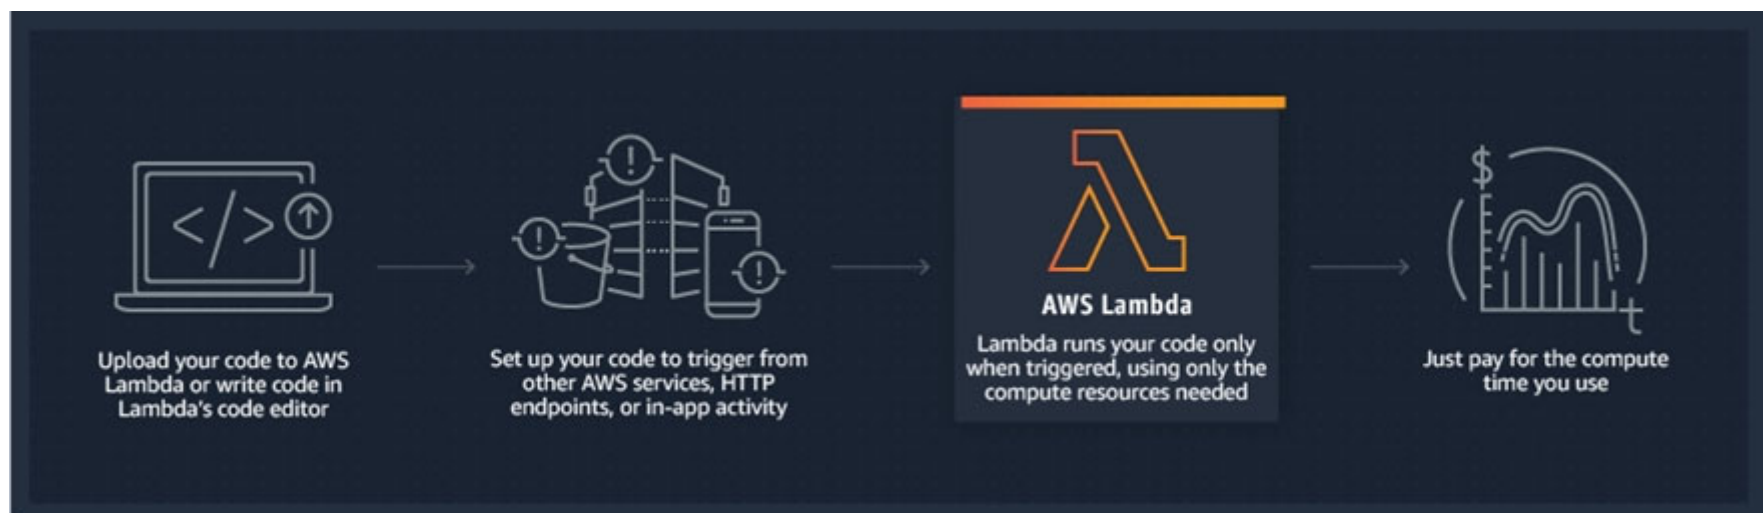 </>
Upload your code to AWS
Lambda or write code in
Lambda's code editor
! ! !
Set up your code to trigger from
other AWS services, HTTP
endpoints, or in-app activity
AWS Lambda
Lambda runs your code only
when triggered, using only the
compute resources needed
$
t
Just pay for the compute
time you use